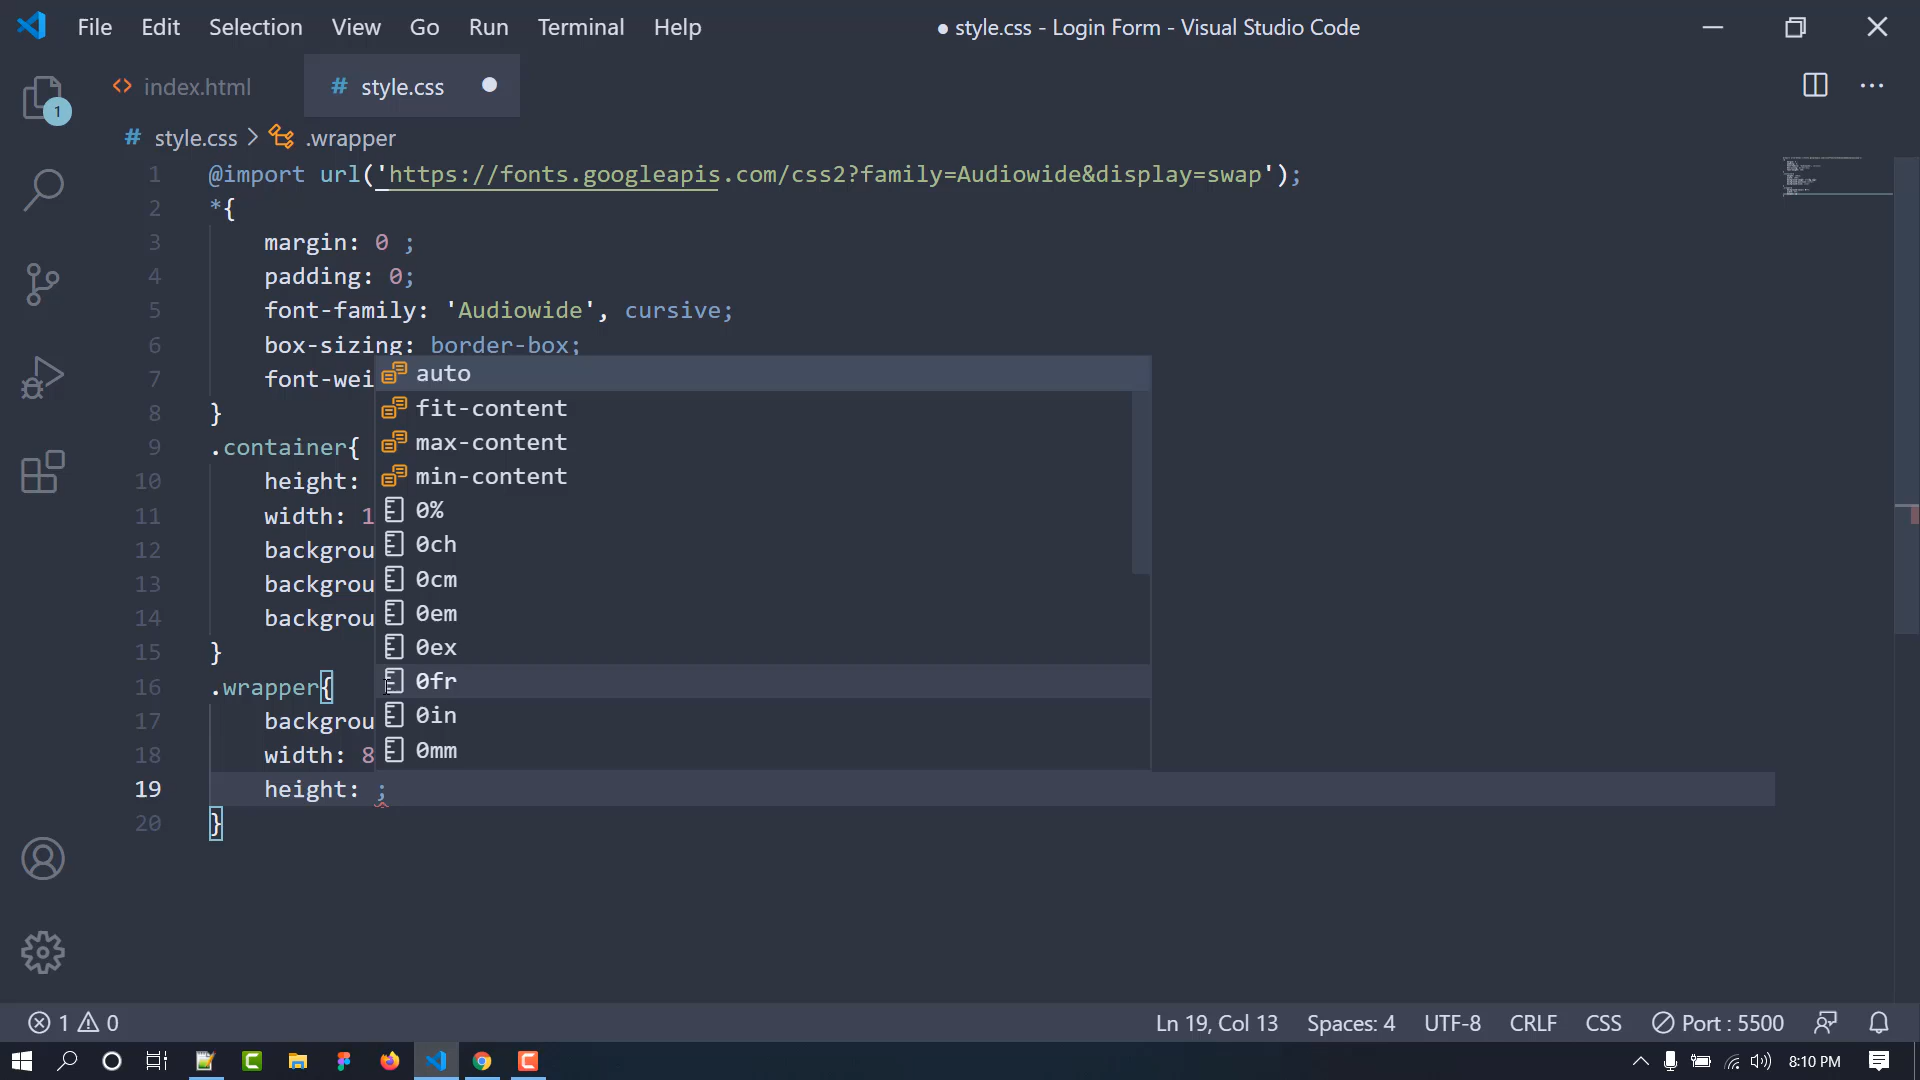 File Edit Selection View Go Run Terminal Help
● style.css - Login Form - Visual Studio Code
1
<> index.html
# style.css ●
# style.css > .wrapper
1 @import url('https://fonts.googleapis.com/css2?family=Audiowide&display=swap');
2 *{
3 margin: 0 ;
4 padding: 0;
5 font-family: 'Audiowide', cursive;
6 box-sizing: border-box;
7 font-wei
8 }
9 .container{
10 height:
11 width: 1
12 backgrou
13 backgrou
14 backgrou
15 }
16 .wrapper{
17 backgrou
18 width: 8
19 height: ;
20 }
auto
fit-content
max-content
min-content
0%
0ch
0cm
0em
0ex
0fr
0in
0mm
1 0
Ln 19, Col 13 Spaces: 4 UTF-8 CRLF CSS Port : 5500
8:10 PM